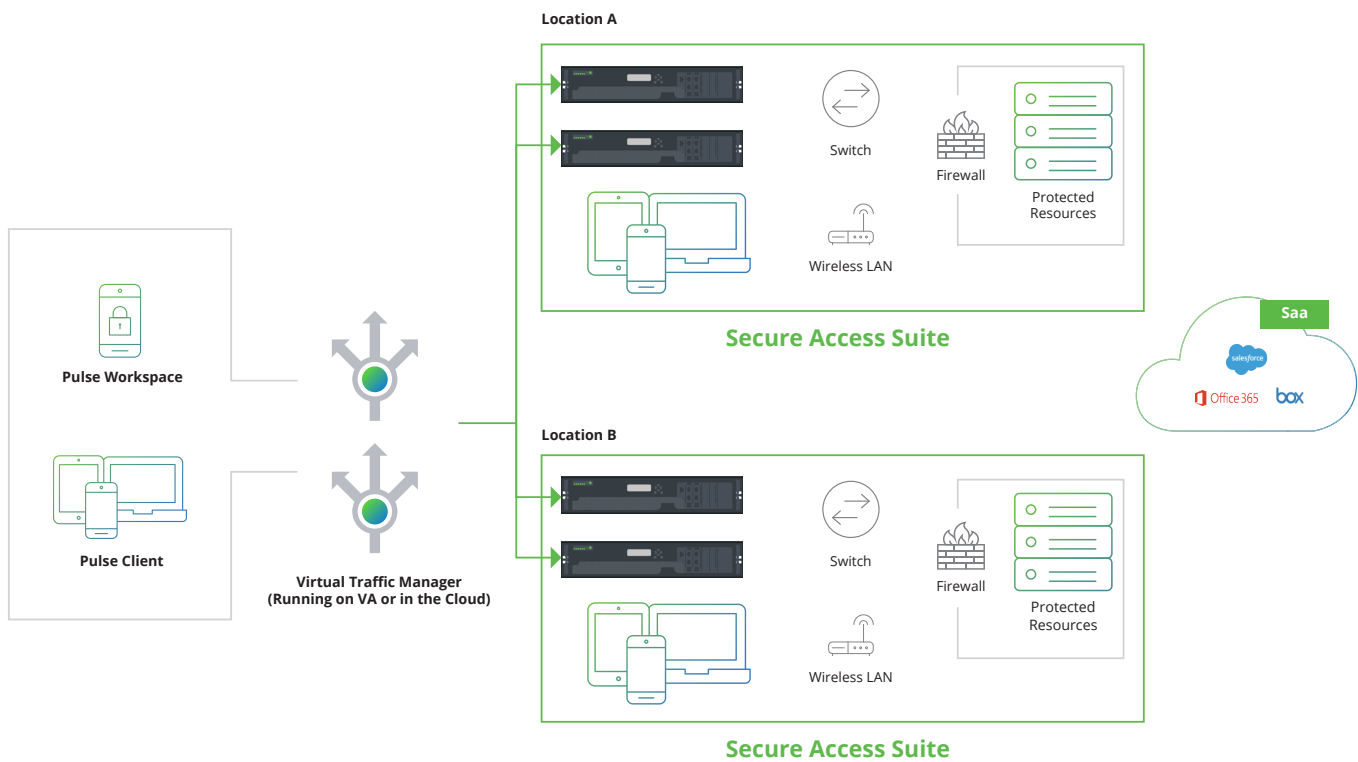 Location A
Switch
Firewall
Protected
Resources
Wireless LAN
Secure Access Suite
Pulse Workspace
Pulse Client
Virtual Traffic Manager
(Running on VA or in the Cloud)
Saa
salesforce
Office 365
box
Location B
Switch
Firewall
Protected
Resources
Wireless LAN
Secure Access Suite